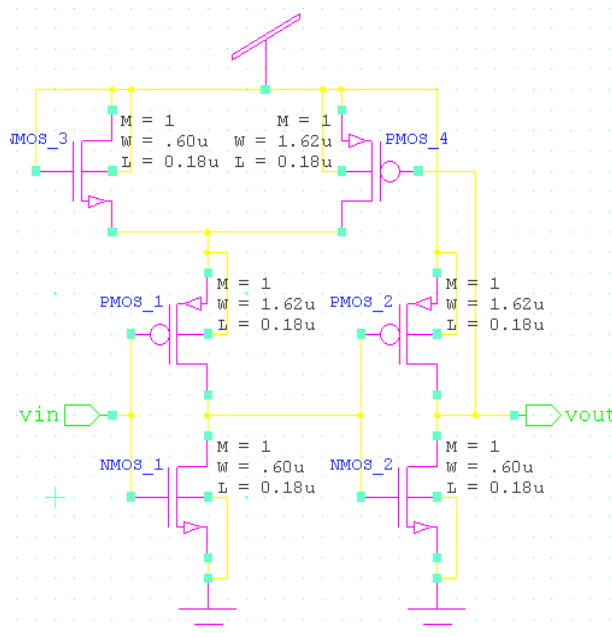 M = 1
W = .60u
L = 0.18u
M = 1
W = 1.62u
L = 0.18u
PMOS_4
PMOS_1
M = 1
W = 1.62u
L = 0.18u
PMOS_2
M = 1
W = 1.62u
L = 0.18u
vin
vout
NMOS_1
M = 1
W = .60u
L = 0.18u
NMOS_2
M = 1
W = .60u
L = 0.18u